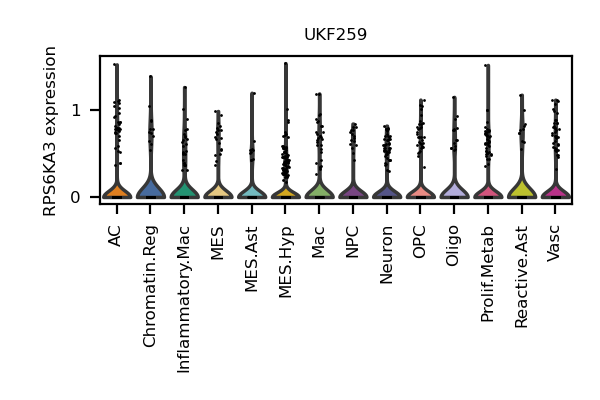 UKF259
RPS6KA3 expression
1
0
AC
Chromatin.Reg
Inflammatory.Mac
MES
MES.Ast
MES.Hyp
Mac
NPC
Neuron
OPC
Oligo
Prolif.Metab
Reactive.Ast
Vasc